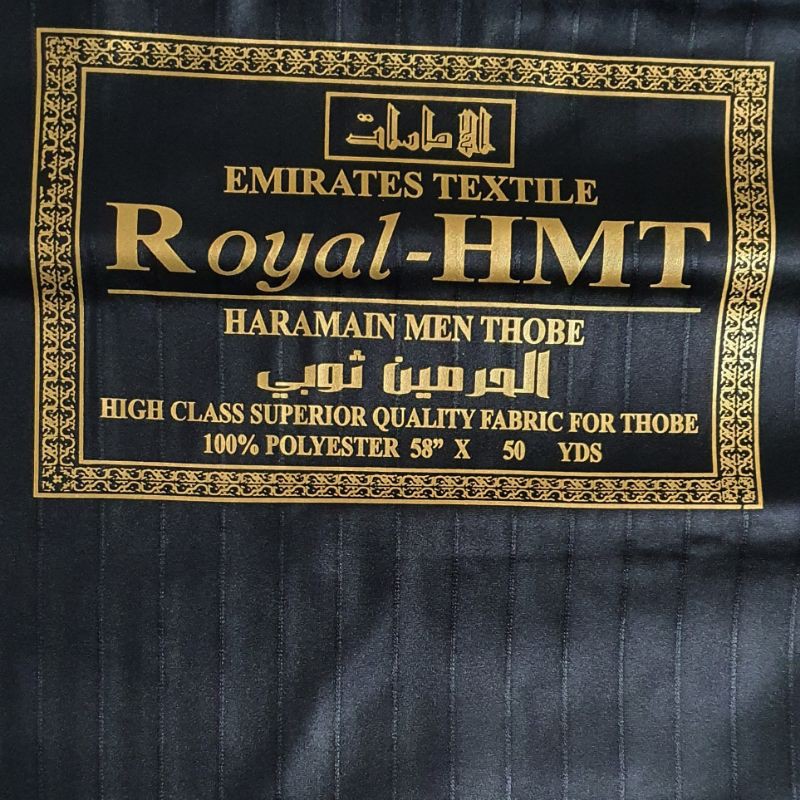 الإمارات
EMIRATES TEXTILE
Royal-HMT
HARAMAIN MEN THOBE
الحرمين ثوبي
HIGH CLASS SUPERIOR QUALITY FABRIC FOR THOBE
100% POLYESTER 58” X 50 YDS